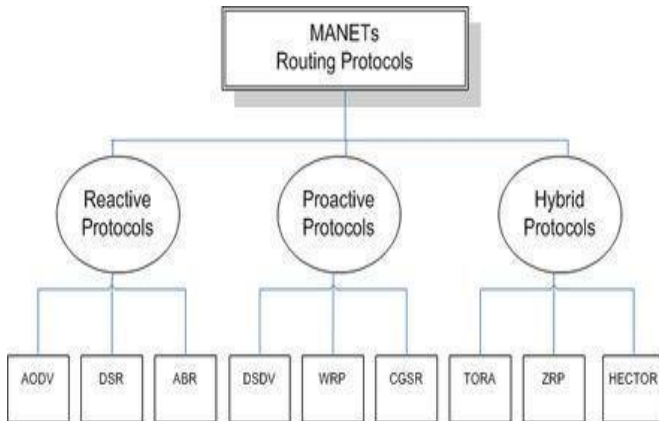 MANETs
Routing Protocols
Reactive
Protocols
Proactive
Protocols
Hybrid
Protocols
AODV
DSR
ABR
DSDV
WRP
CGSR
TORA
ZRP
HECTOR